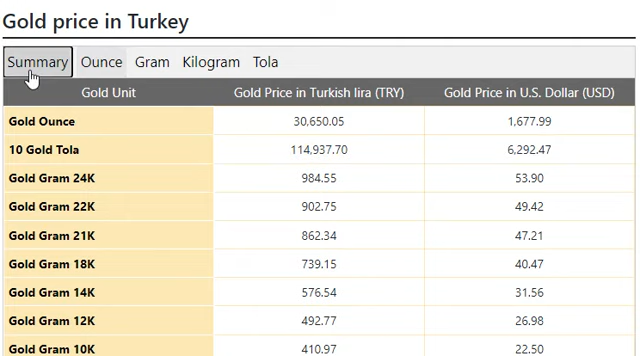 Gold price in Turkey
Summary Ounce Gram Kilogram Tola
Gold Unit Gold Price in Turkish lira (TRY) Gold Price in U.S. Dollar (USD)
Gold Ounce 30,650.05 1,677.99
10 Gold Tola 114,937.70 6,292.47
Gold Gram 24K 984.55 53.90
Gold Gram 22K 902.75 49.42
Gold Gram 21K 862.34 47.21
Gold Gram 18K 739.15 40.47
Gold Gram 14K 576.54 31.56
Gold Gram 12K 492.77 26.98
Gold Gram 10K 410.97 22.50